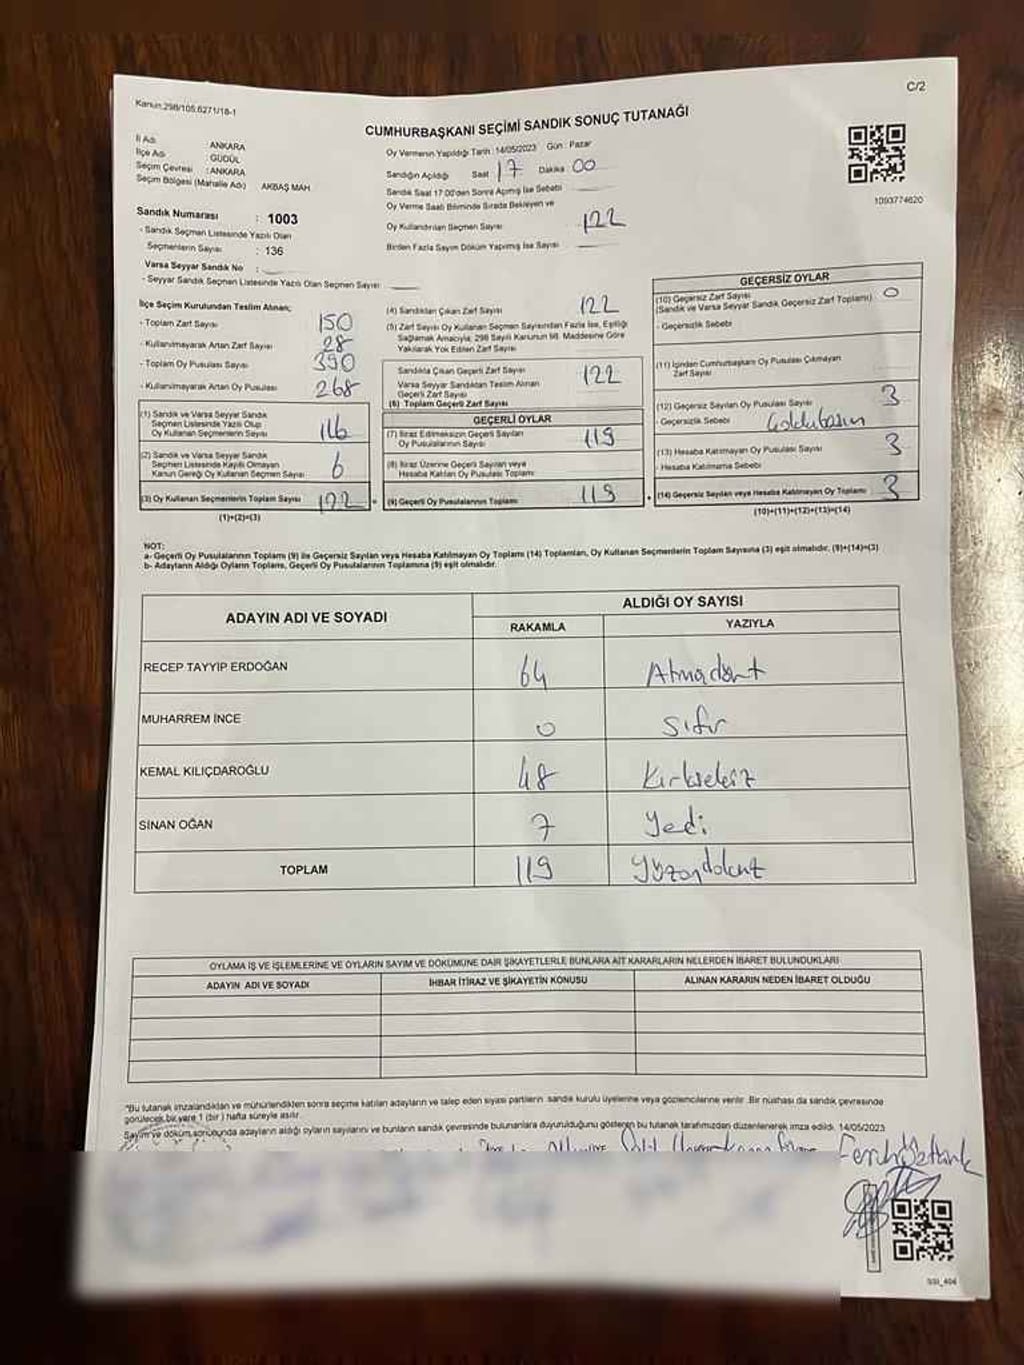 C/2
Kanun:298/105,6271/18-1
CUMHURBAŞKANI SEÇİMİ SANDIK SONUÇ TUTANAĞI
İl Adı : ANKARA
İlçe Adı : GÜDÜL
Seçim Çevresi : ANKARA
Seçim Bölgesi (Mahalle Adı) AKBAŞ MAH.
Sandık Numarası : 1003
- Sandık Seçmen Listesinde Yazılı Olan
Seçmenlerin Sayısı : 136
Varsa Seyyar Sandık No :
- Seyyar Sandık Seçmen Listesinde Yazılı Olan Seçmen Sayısı
Oy Vermenin Yapıldığı Tarih :14/05/2023 Gün : Pazar
Sandığın Açıldığı Saat 17 Dakika 00
Sandık Saat 17.00'den Sonra Açılmış İse Sebebi
Oy Verme Saati Bitiminde Sırada Bekleyen ve
Oy Kullandırılan Seçmen Sayısı 122
Birden Fazla Sayım Döküm Yapılmış İse Sayısı
1093774620
İlçe Seçim Kurulundan Teslim Alınan;
- Toplam Zarf Sayısı 150
- Kullanılmayarak Artan Zarf Sayısı 28
- Toplam Oy Pusulası Sayısı 390
- Kullanılmayarak Artan Oy Pusulası 268
(1) Sandık ve Varsa Seyyar Sandık
Seçmen Listesinde Yazılı Olup
Oy Kullanan Seçmenlerin Sayısı 116
(2) Sandık ve Varsa Seyyar Sandık
Seçmen Listesinde Kayıtlı Olmayan
Kanun Gereği Oy Kullanan Seçmen Sayısı 6
(3) Oy Kullanan Seçmenlerin Toplam Sayısı 122
(1)+(2)=(3)
(4) Sandıktan Çıkan Zarf Sayısı 122
(5) Zarf Sayısı Oy Kullanan Seçmen Sayısından Fazla İse, Eşitliği
Sağlamak Amacıyla; 298 Sayılı Kanunun 98. Maddesine Göre
Yakılarak Yok Edilen Zarf Sayısı
Sandıkta Çıkan Geçerli Zarf Sayısı 122
Varsa Seyyar Sandıktan Teslim Alınan
Geçerli Zarf Sayısı
(6) Toplam Geçerli Zarf Sayısı
GEÇERLİ OYLAR
(7) İtiraz Edilmeksizin Geçerli Sayılan
Oy Pusulalarının Sayısı 119
(8) İtiraz Üzerine Geçerli Sayılan veya
Hesaba Katılan Oy Pusulası Toplamı
= (9) Geçerli Oy Pusulalarının Toplamı 119
GEÇERSİZ OYLAR
(10) Geçersiz Zarf Sayısı 0
(Sandık ve Varsa Seyyar Sandık Geçersiz Zarf Toplamı)
- Geçersizlik Sebebi
(11) İçinden Cumhurbaşkanı Oy Pusulası Çıkmayan
Zarf Sayısı
(12) Geçersiz Sayılan Oy Pusulası Sayısı 3
- Geçersizlik Sebebi
(13) Hesaba Katılmayan Oy Pusulası Sayısı 3
- Hesaba Katılmama Sebebi
+ (14) Geçersiz Sayılan veya Hesaba Katılmayan Oy Toplamı 3
(10)+(11)+(12)+(13)=(14)
NOT:
a- Geçerli Oy Pusulalarının Toplamı (9) ile Geçersiz Sayılan veya Hesaba Katılmayan Oy Toplamı (14) Toplamları, Oy Kullanan Seçmenlerin Toplam Sayısına (3) eşit olmalıdır. (9)+(14)=(3)
b- Adayların Aldığı Oyların Toplamı, Geçerli Oy Pusulalarının Toplamına (9) eşit olmalıdır.
ADAYIN ADI VE SOYADI ALDIĞI OY SAYISI
RAKAMLA YAZIYLA
RECEP TAYYİP ERDOĞAN 64 Atmışdört
MUHARREM İNCE 0 Sıfır
KEMAL KILIÇDAROĞLU 48 Kırksekiz
SİNAN OĞAN 7 Yedi
TOPLAM 119 Yüzondokuz
OYLAMA İŞ VE İŞLEMLERİNE VE OYLARIN SAYIM VE DÖKÜMÜNE DAİR ŞİKAYETLERLE BUNLARA AİT KARARLARIN NELERDEN İBARET BULUNDUKLARI
ADAYIN ADI VE SOYADI İHBAR İTİRAZ VE ŞİKAYETİN KONUSU ALINAN KARARIN NEDEN İBARET OLDUĞU
*Bu tutanak imzalandıktan ve mühürlendikten sonra seçime katılan adayların ve talep eden siyasi partilerin sandık kurulu üyelerine veya gözlemcilerine verilir. Bir nüshası da sandık çevresinde
görülecek bir yere 1 (bir) hafta süreyle asılır.
Sayım ve döküm sonucunda adayların aldığı oyların sayılarını ve bunların sandık çevresinde bulunanlara duyurulduğunu gösteren bu tutanak tarafımızdan düzenlenerek imza edildi. 14/05/2023
SSI_404